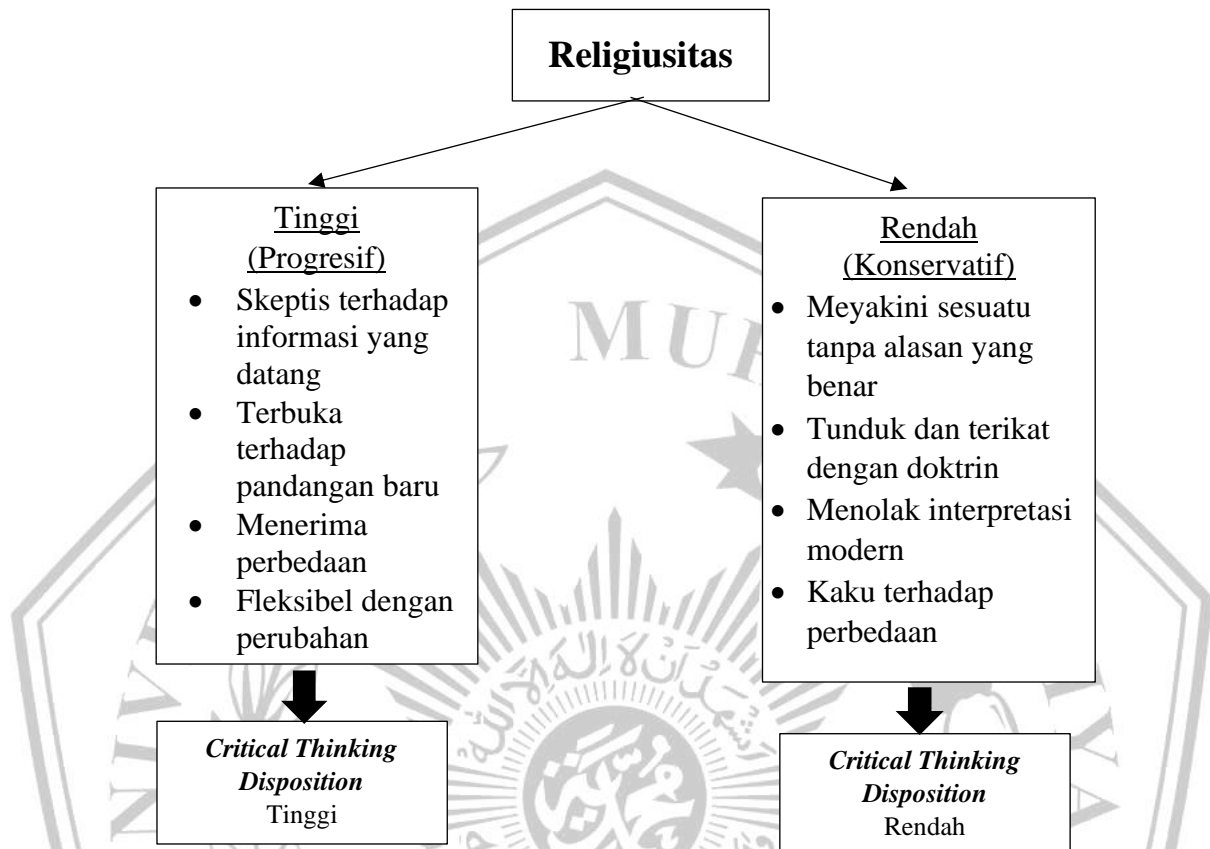 Religiusitas
Tinggi
(Progresif)
• Skeptis terhadap
informasi yang
datang
• Terbuka
terhadap
pandangan baru
• Menerima
perbedaan
• Fleksibel dengan
perubahan
Critical Thinking
Disposition
Tinggi
Rendah
(Konservatif)
• Meyakini sesuatu
tanpa alasan yang
benar
• Tunduk dan terikat
dengan doktrin
• Menolak interpretasi
modern
• Kaku terhadap
perbedaan
Critical Thinking
Disposition
Rendah